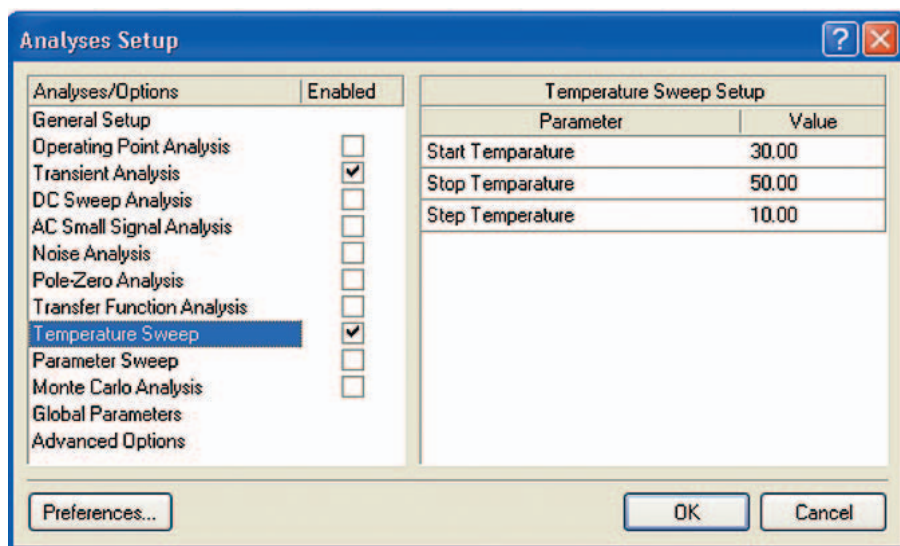 Analyses Setup
Analyses/Options Enabled
General Setup
Operating Point Analysis
Transient Analysis
DC Sweep Analysis
AC Small Signal Analysis
Noise Analysis
Pole-Zero Analysis
Transfer Function Analysis
Temperature Sweep
Parameter Sweep
Monte Carlo Analysis
Global Parameters
Advanced Options
Temperature Sweep Setup
Parameter Value
Start Temparature 30.00
Stop Temparature 50.00
Step Temperature 10.00
Preferences... OK Cancel